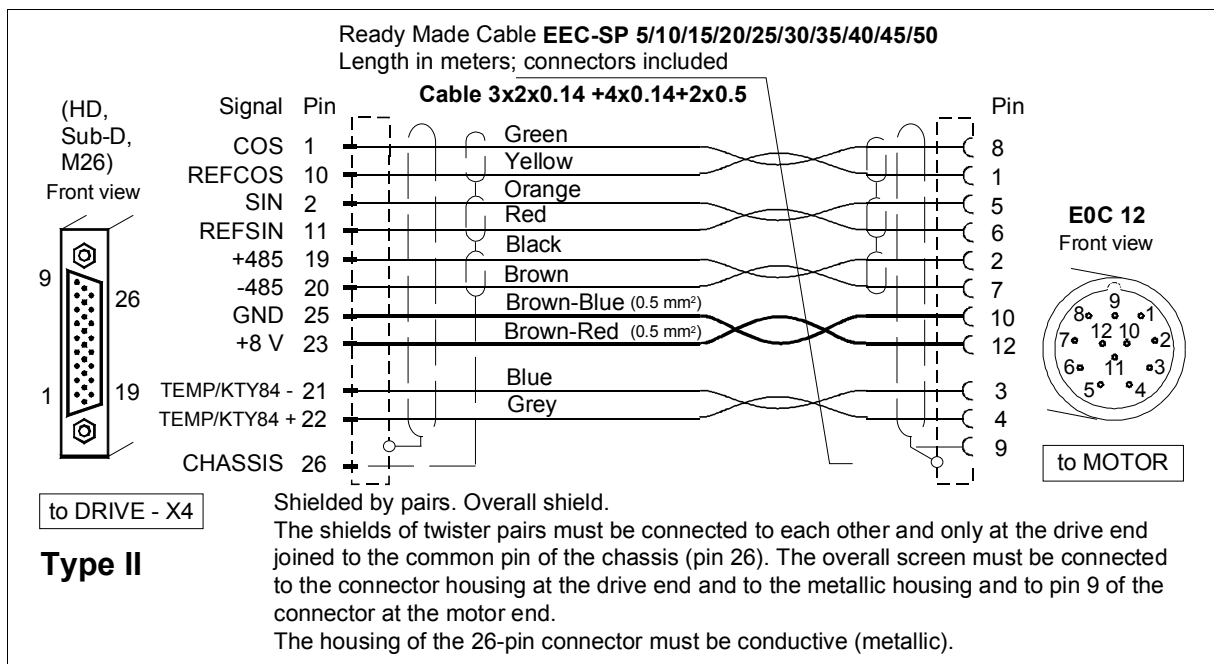 Ready Made Cable EEC-SP 5/10/15/20/25/30/35/40/45/50
Length in meters; connectors included
Cable 3x2x0.14 +4x0.14+2x0.5
(HD,
Sub-D,
M26)
Front view
9
26
1
19
Signal Pin
COS 1
REFCOS 10
SIN 2
REFSIN 11
+485 19
-485 20
GND 25
+8 V 23
TEMP/KTY84 - 21
TEMP/KTY84 + 22
CHASSIS 26
Green
Yellow
Orange
Red
Black
Brown
Brown-Blue (0.5 mm²)
Brown-Red (0.5 mm²)
Blue
Grey
Pin
8
1
5
6
2
7
10
12
3
4
9
E0C 12
Front view
9
8 1
7 12 10 2
6 11 3
5 4
to MOTOR
to DRIVE - X4
Type II
Shielded by pairs. Overall shield.
The shields of twister pairs must be connected to each other and only at the drive end
joined to the common pin of the chassis (pin 26). The overall screen must be connected
to the connector housing at the drive end and to the metallic housing and to pin 9 of the
connector at the motor end.
The housing of the 26-pin connector must be conductive (metallic).